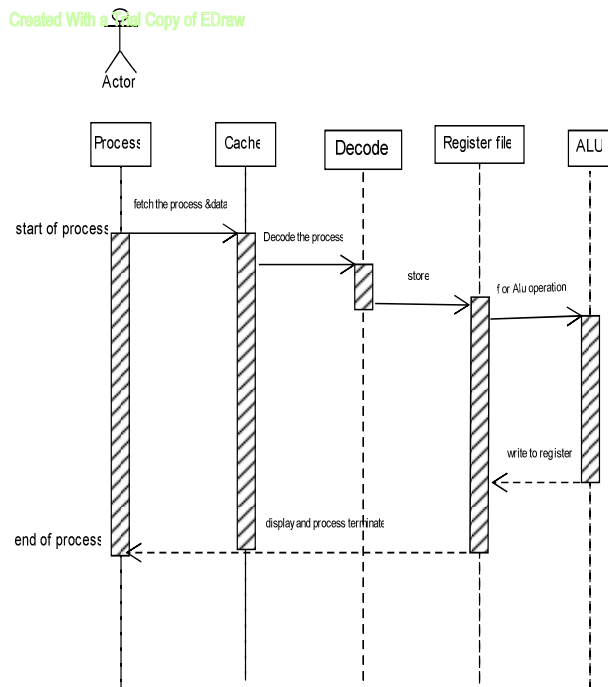 Created With a Trial Copy of EDraw
Actor
Process
Cache
Decode
Register file
ALU
fetch the process &data
start of process
Decode the process
store
for Alu operation
write to register
display and process terminate
end of process